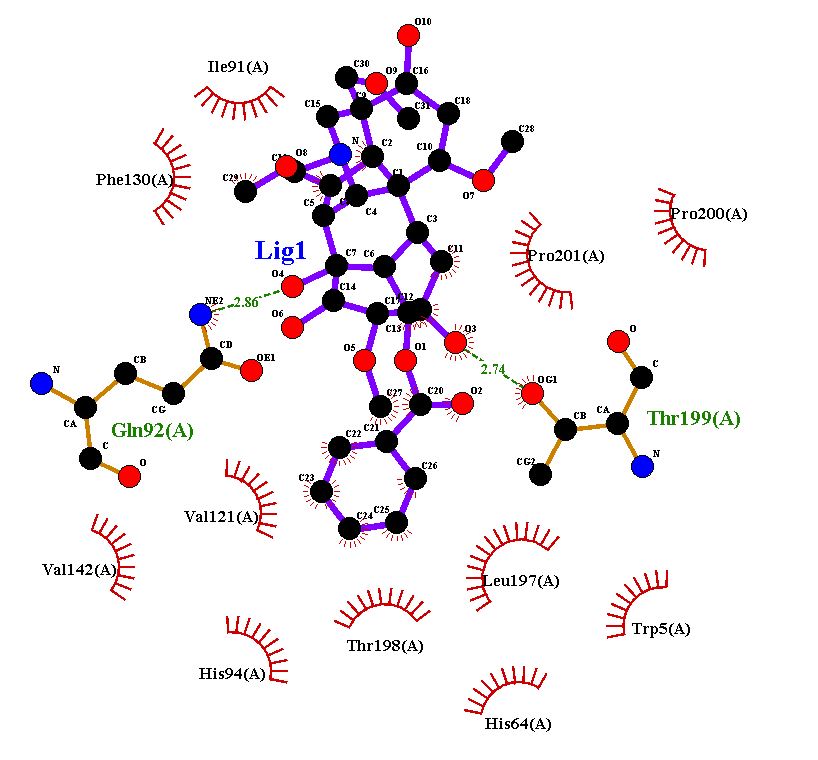 O10
C30
O9
C16
Ile91(A)
C9
C31
C18
C15
C28
N
C2
C10
O8
C29
Phe130(A)
C1
O7
C5
C4
Pro200(A)
C3
Lig1
Pro201(A)
C7
C6
C11
O4
C14
NE2
2.86
C17
C12
O6
C13
O3
O1
O
O5
2.74
CD
OE1
OG1
C
N
CB
CG
C27
C20
O2
CB
CA
CA
Gln92(A)
Thr199(A)
C22
C21
C
CG2
N
O
C26
C23
Val121(A)
C24
C25
Val142(A)
Leu197(A)
Trp5(A)
Thr198(A)
His94(A)
His64(A)